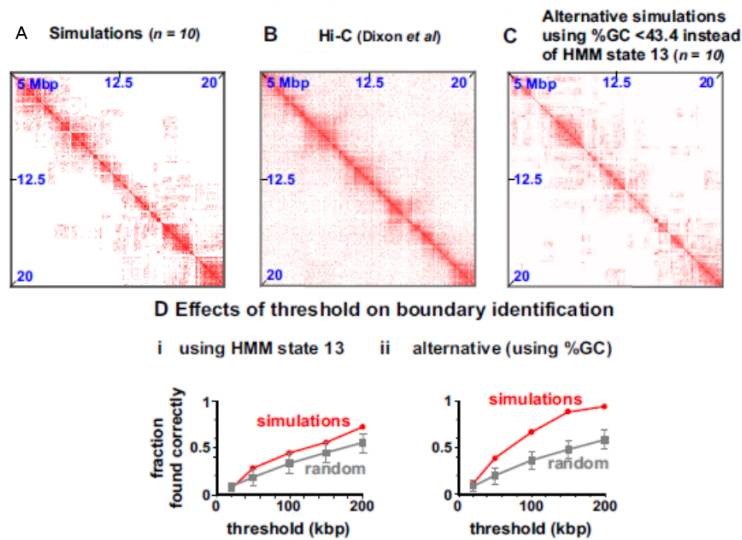 A Simulations (n = 10)
B Hi-C (Dixon et al)
C Alternative simulations
using %GC <43.4 instead
of HMM state 13 (n = 10)
5 Mbp 12.5 20
12.5
20
5 Mbp 12.5 20
12.5
20
5 Mbp 12.5 20
12.5
20
D Effects of threshold on boundary identification
i using HMM state 13
ii alternative (using %GC)
fraction
found correctly
1
0.5
0
simulations
random
0 100 200
threshold (kbp)
1
0.5
0
simulations
random
0 100 200
threshold (kbp)